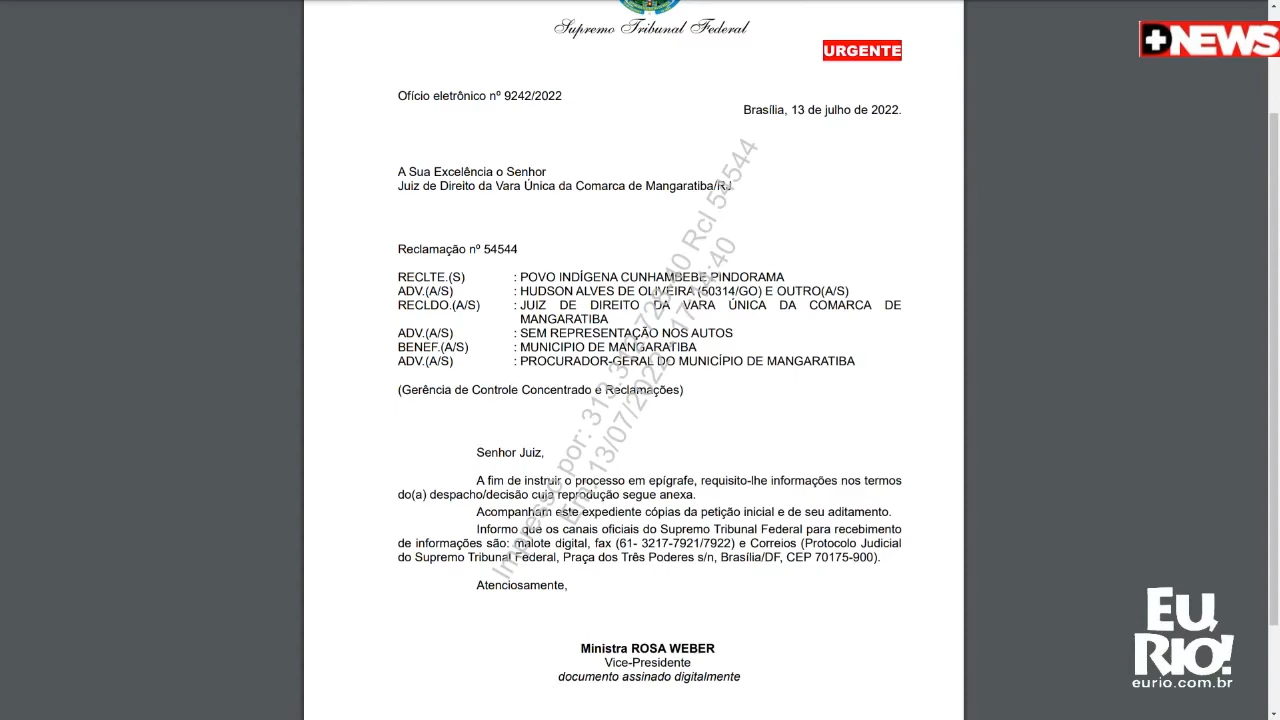 Supremo Tribunal Federal
URGENTE
+NEWS
Ofício eletrônico nº 9242/2022
Brasília, 13 de julho de 2022.
A Sua Excelência o Senhor
Juiz de Direito da Vara Única da Comarca de Mangaratiba/RJ
Reclamação nº 54544
RECLTE.(S) : POVO INDÍGENA CUNHAMBEBE PINDORAMA
ADV.(A/S) : HUDSON ALVES DE OLIVEIRA (50314/GO) E OUTRO(A/S)
RECLDO.(A/S) : JUIZ DE DIREITO DA VARA ÚNICA DA COMARCA DE
MANGARATIBA
ADV.(A/S) : SEM REPRESENTAÇÃO NOS AUTOS
BENEF.(A/S) : MUNICIPIO DE MANGARATIBA
ADV.(A/S) : PROCURADOR-GERAL DO MUNICÍPIO DE MANGARATIBA
(Gerência de Controle Concentrado e Reclamações)
Senhor Juiz,
A fim de instruir o processo em epígrafe, requisito-lhe informações nos termos
do(a) despacho/decisão cuja reprodução segue anexa.
Acompanham este expediente cópias da petição inicial e de seu aditamento.
Informo que os canais oficiais do Supremo Tribunal Federal para recebimento
de informações são: malote digital, fax (61- 3217-7921/7922) e Correios (Protocolo Judicial
do Supremo Tribunal Federal, Praça dos Três Poderes s/n, Brasília/DF, CEP 70175-900).
Atenciosamente,
Ministra ROSA WEBER
Vice-Presidente
documento assinado digitalmente
Impresso por: Rcl 54544
Em: 13/07/2022
EU,
RIO!
eurio.com.br